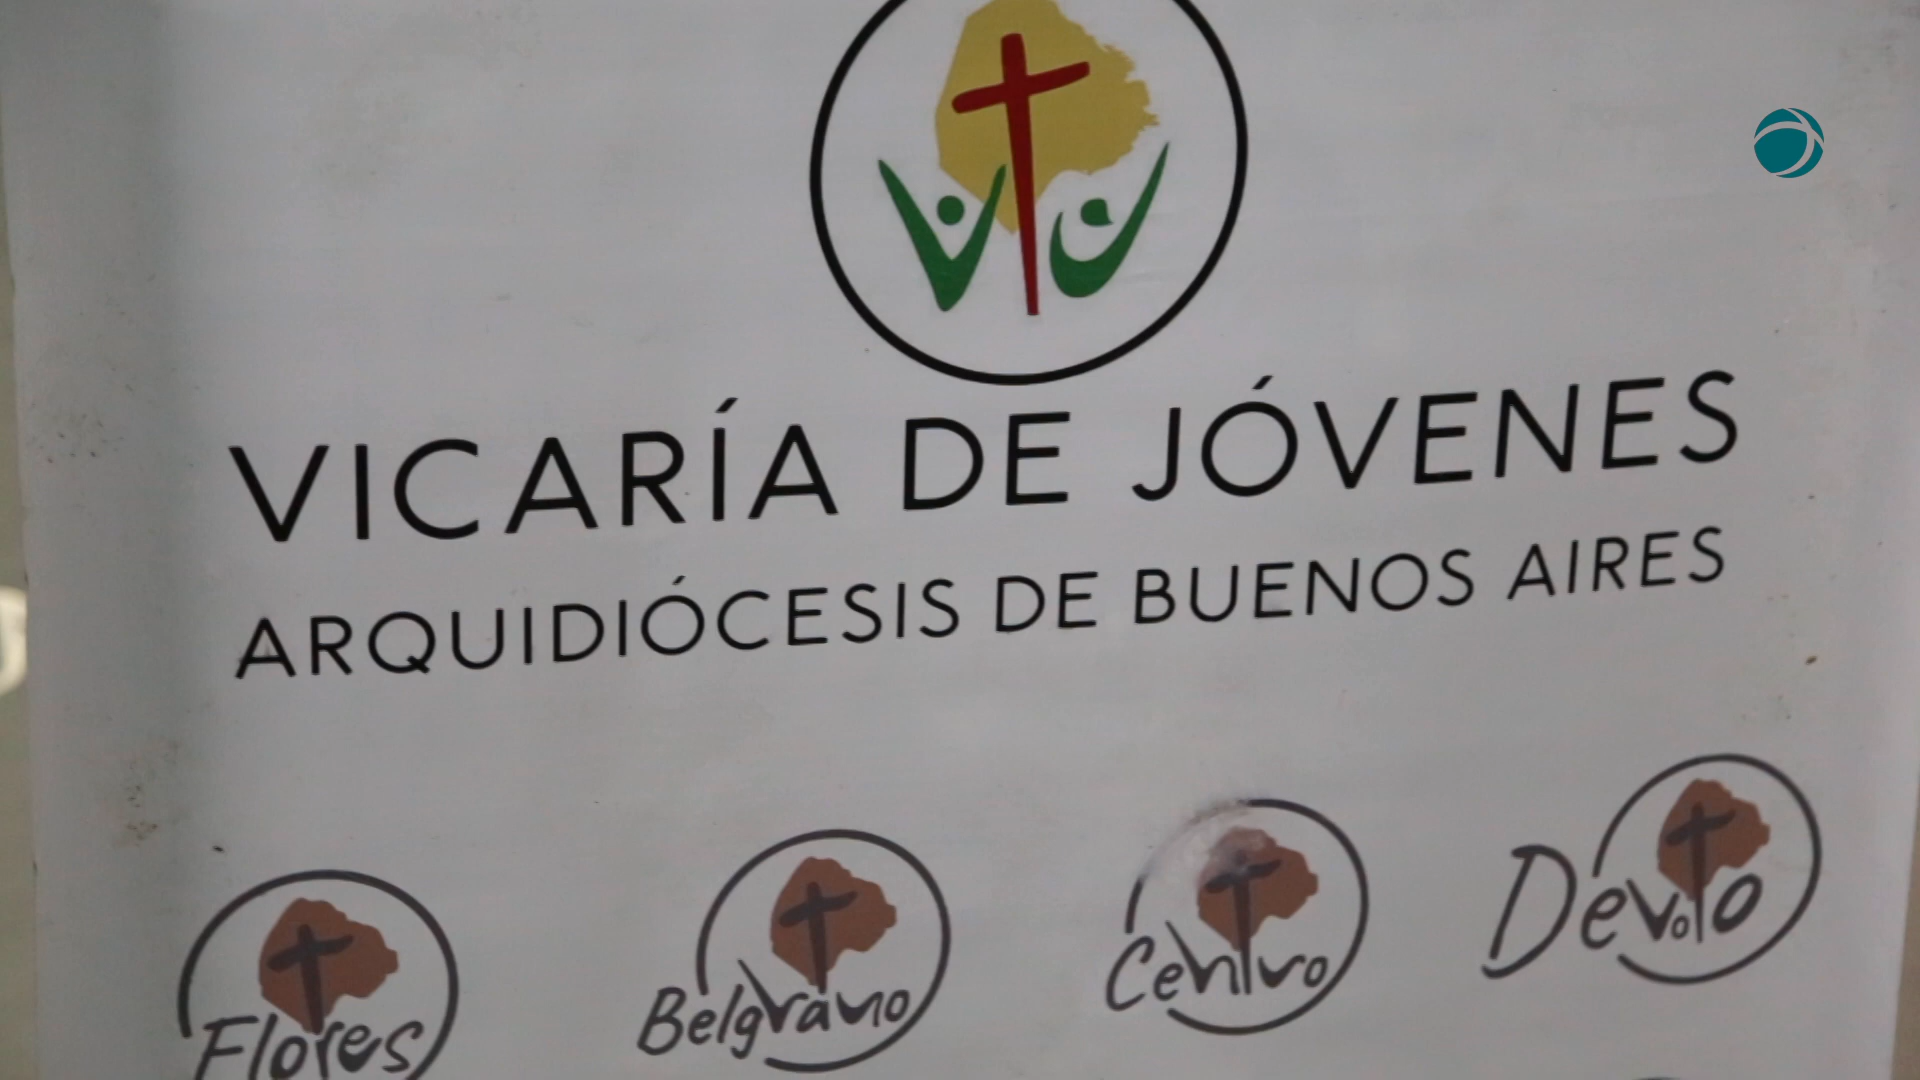 VICARÍA DE JÓVENES
ARQUIDIÓCESIS DE BUENOS AIRES
Flores
Belgrano
Centro
Devoto